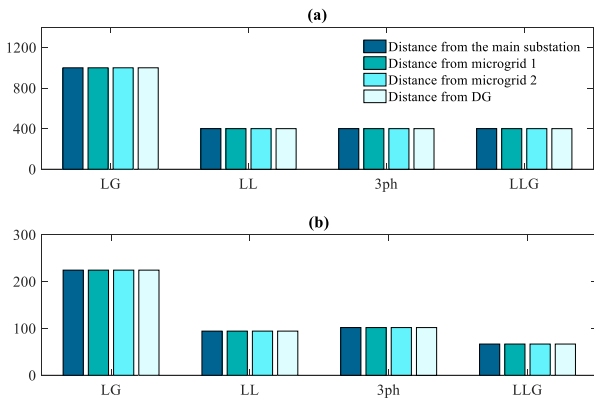 (a)
1200
800
400
0
Distance from the main substation
Distance from microgrid 1
Distance from microgrid 2
Distance from DG
LG LL 3ph LLG
(b)
300
200
100
0
LG LL 3ph LLG